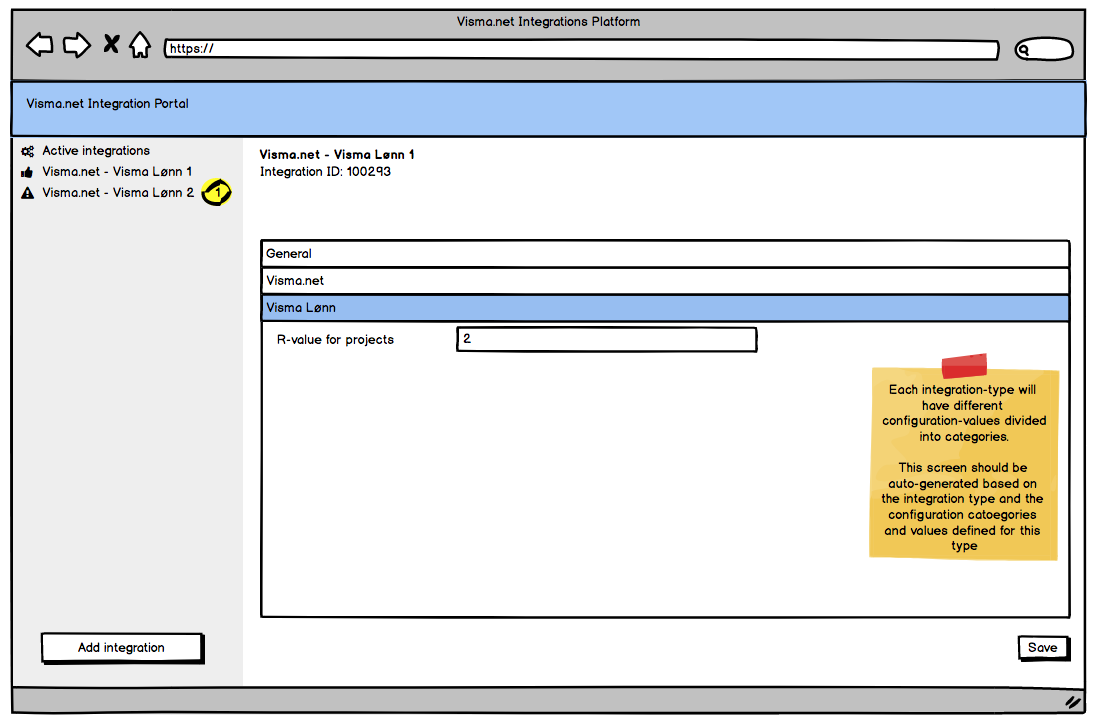 Visma.net Integrations Platform
https://
Visma.net Integration Portal
Active integrations
Visma.net - Visma Lønn 1
Visma.net - Visma Lønn 2
1
Visma.net - Visma Lønn 1
Integration ID: 100293
General
Visma.net
Visma Lønn
R-value for projects
2
Each integration-type will
have different
configuration-values divided
into categories.
This screen should be
auto-generated based on
the integration type and the
configuration catoegories
and values defined for this
type
Add integration
Save